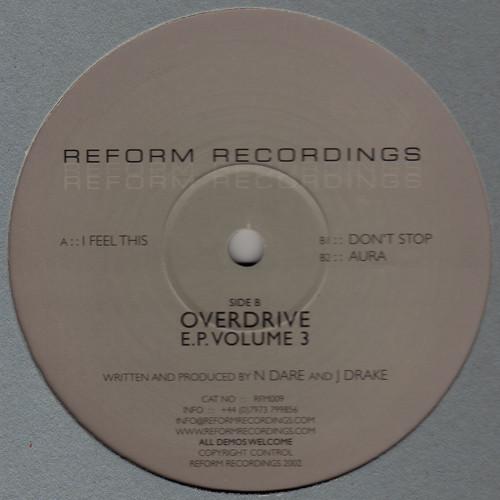 REFORM RECORDINGS
REFORM RECORDINGS
A :: I FEEL THIS
B1 :: DON'T STOP
B2 :: AURA
SIDE B
OVERDRIVE
E.P. VOLUME 3
WRITTEN AND PRODUCED BY N DARE AND J DRAKE
CAT NO :: RFM009
INFO :: +44 (0)7973 799856
INFO@REFORMRECORDINGS.COM
WWW.REFORMRECORDINGS.COM
ALL DEMOS WELCOME
COPYRIGHT CONTROL
REFORM RECORDINGS 2002